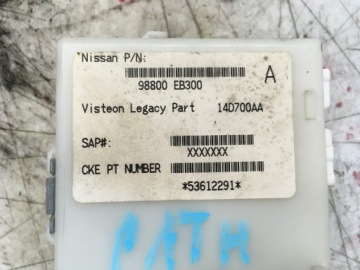 Nissan P/N:
98800 EB300
A
Visteon Legacy Part 14D700AA
SAP#:
XXXXXXX
CKE PT NUMBER
*53612291*
PATH